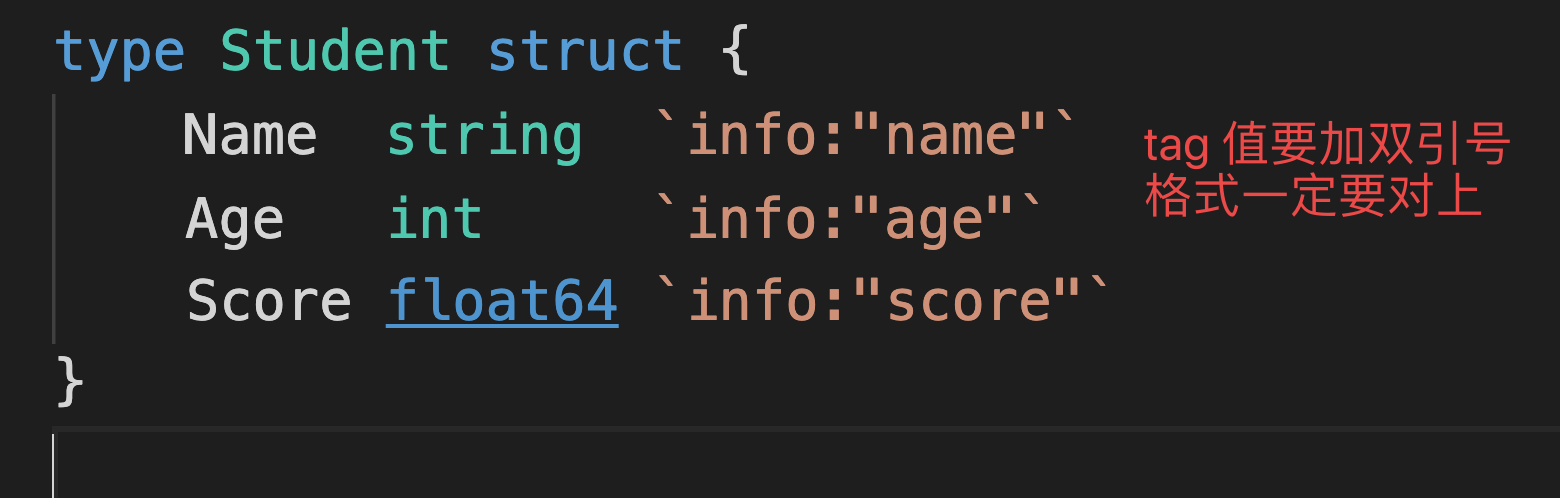 type Student struct {
Name string `info:"name"`
tag 值要加双引号
格式一定要对上
Age int `info:"age"`
Score float64 `info:"score"`
}